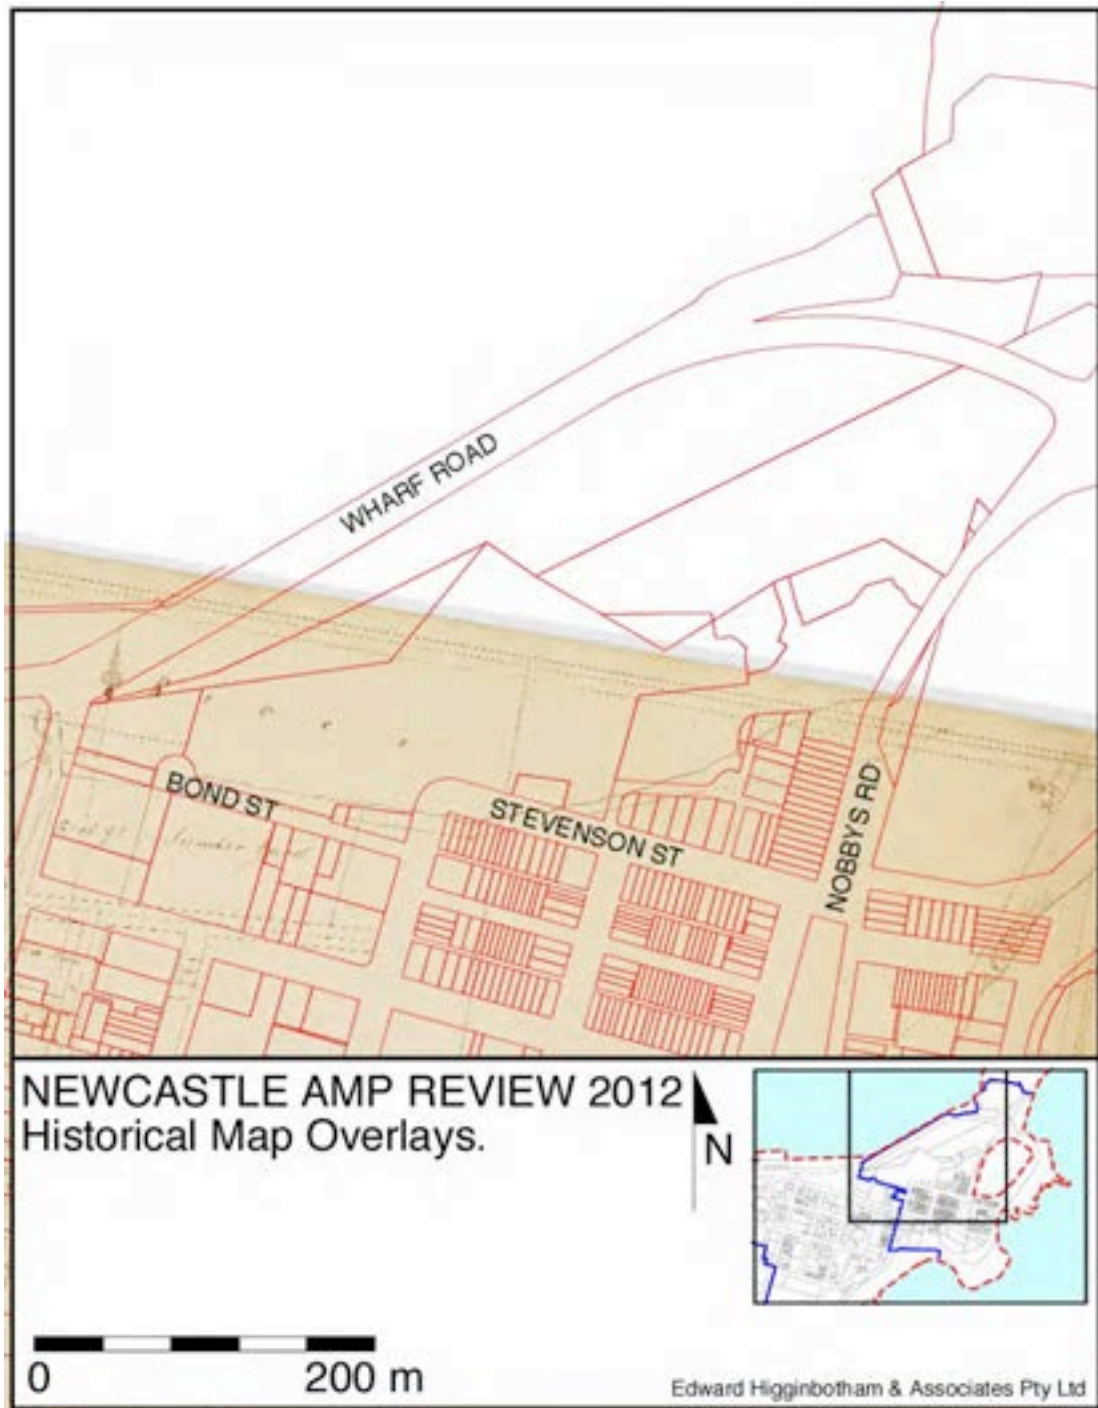 WHARF ROAD
BOND ST
STEVENSON ST
NOBBYS RD
NEWCASTLE AMP REVIEW 2012
Historical Map Overlays.
N
0 200 m
Edward Higginbotham & Associates Pty Ltd